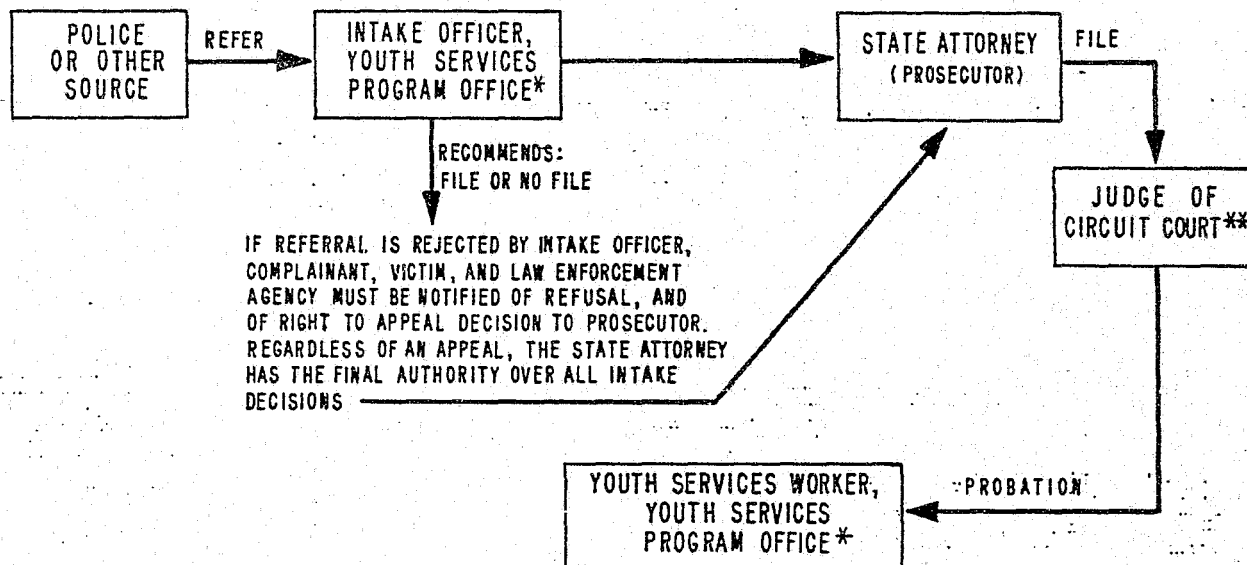 POLICE
OR OTHER
SOURCE
REFER
INTAKE OFFICER,
YOUTH SERVICES
PROGRAM OFFICE*
STATE ATTORNEY
(PROSECUTOR)
FILE
RECOMMENDS:
FILE OR NO FILE
JUDGE OF
CIRCUIT COURT**
IF REFERRAL IS REJECTED BY INTAKE OFFICER,
COMPLAINANT, VICTIM, AND LAW ENFORCEMENT
AGENCY MUST BE NOTIFIED OF REFUSAL, AND
OF RIGHT TO APPEAL DECISION TO PROSECUTOR.
REGARDLESS OF AN APPEAL, THE STATE ATTORNEY
HAS THE FINAL AUTHORITY OVER ALL INTAKE
DECISIONS
YOUTH SERVICES WORKER,
YOUTH SERVICES
PROGRAM OFFICE*
PROBATION